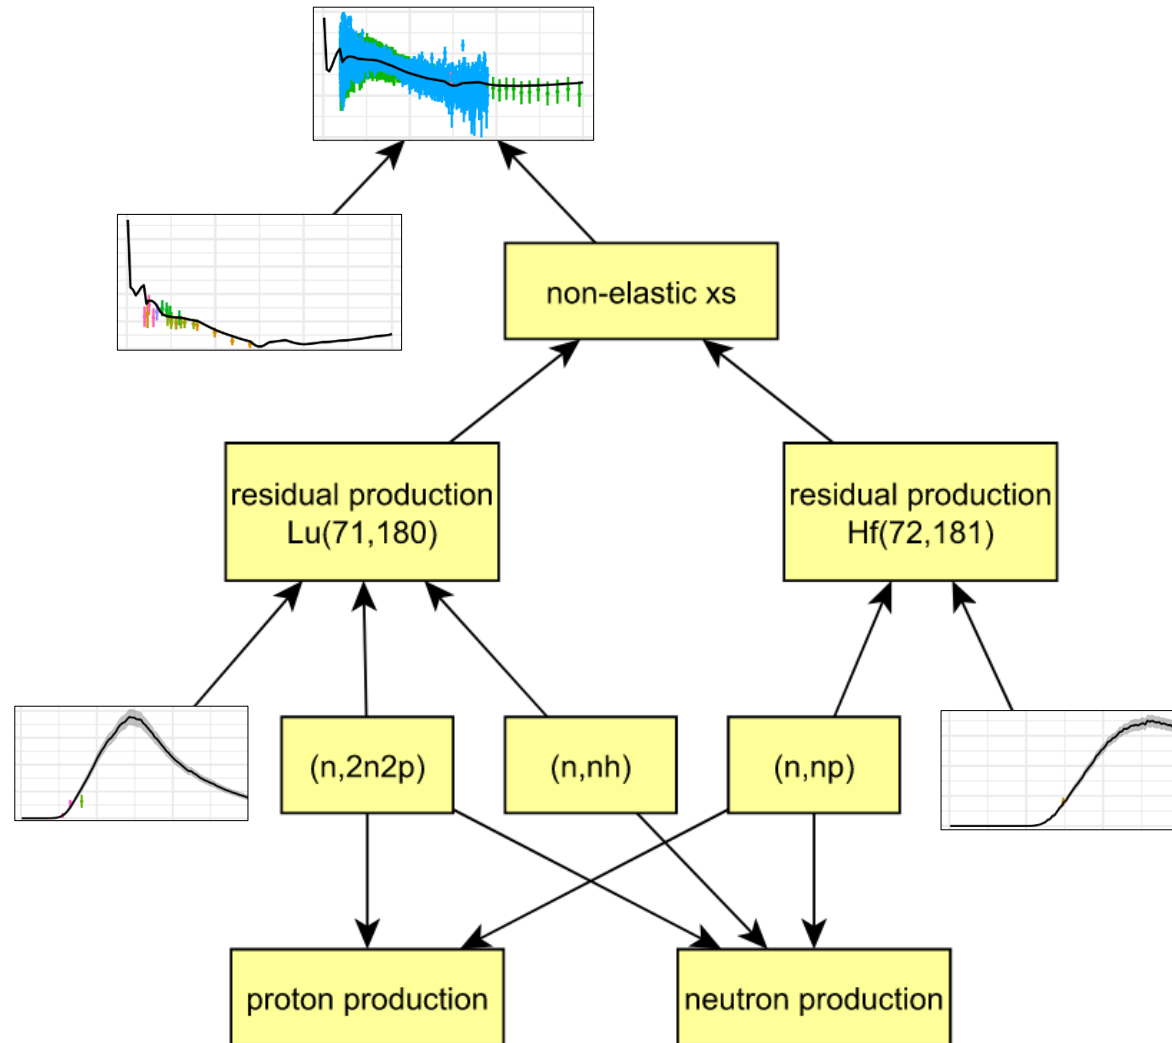 non-elastic xs
residual production
Lu(71,180)
residual production
Hf(72,181)
(n,2n2p)
(n,nh)
(n,np)
proton production
neutron production